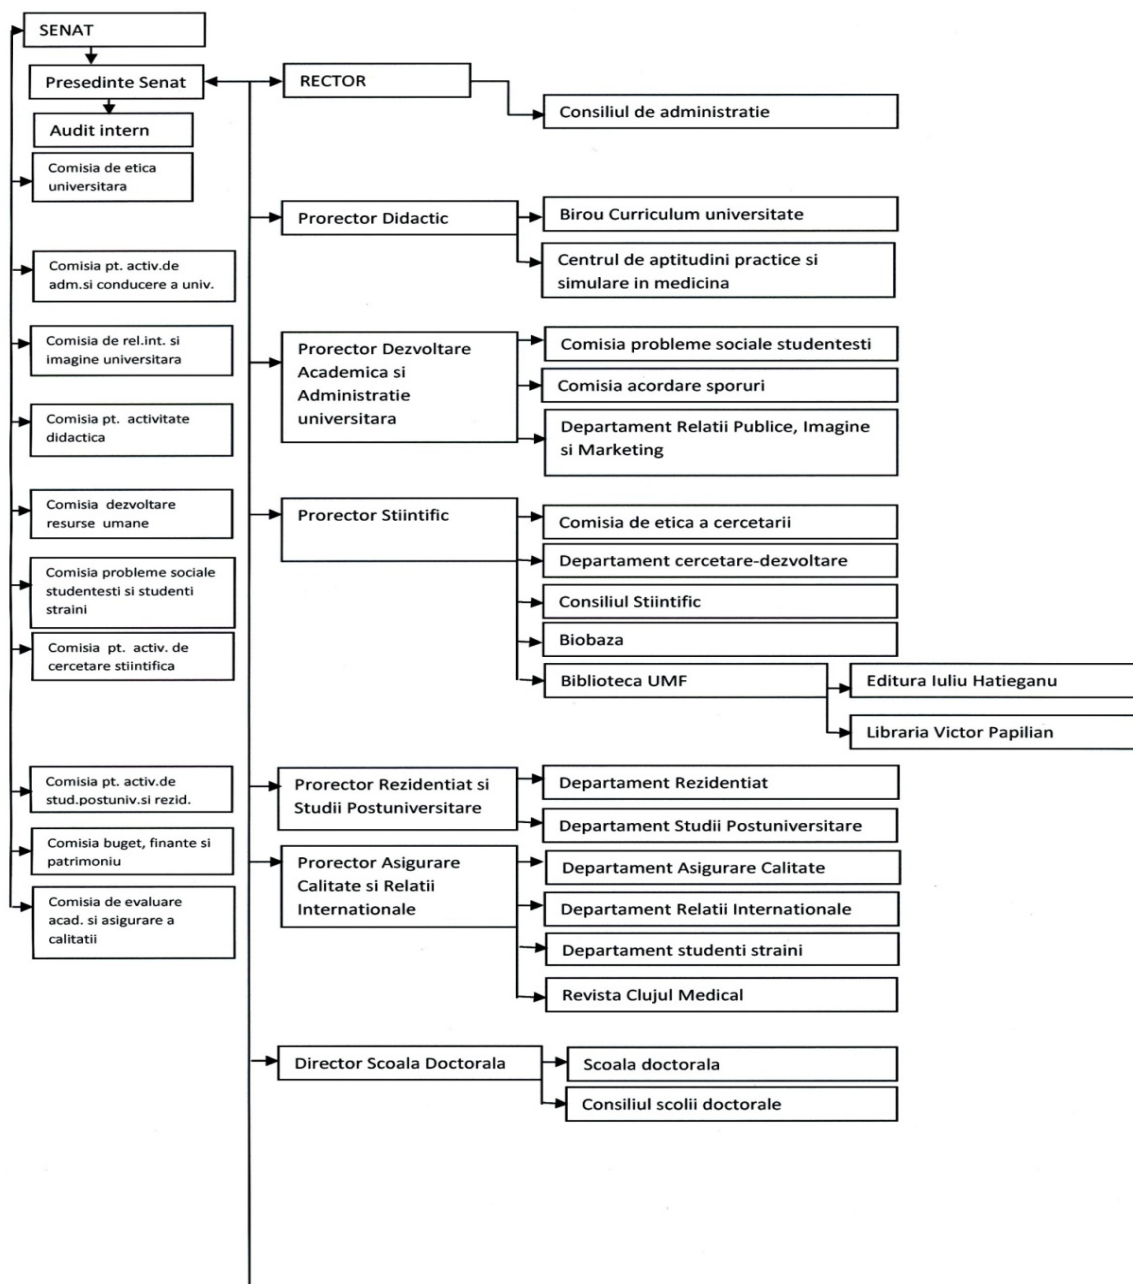 SENAT
Presedinte Senat
Audit intern
Comisia de etica
universitara
Comisia pt. activ.de
adm.si conducere a univ.
Comisia de rel.int. si
imagine universitara
Comisia pt. activitate
didactica
Comisia dezvoltare
resurse umane
Comisia probleme sociale
studentesti si studenti
straini
Comisia pt. activ. de
cercetare stiintifica
Comisia pt. activ.de
stud.postuniv.si rezid.
Comisia buget, finante si
patrimoniu
Comisia de evaluare
acad. si asigurare a
calitatii
RECTOR
Consiliul de administratie
Prorector Didactic
Birou Curriculum universitate
Centrul de aptitudini practice si
simulare in medicina
Prorector Dezvoltare
Academica si
Administratie
universitara
Comisia probleme sociale studentesti
Comisia acordare sporuri
Departament Relatii Publice, Imagine
si Marketing
Prorector Stiintific
Comisia de etica a cercetarii
Departament cercetare-dezvoltare
Consiliul Stiintific
Biobaza
Biblioteca UMF
Editura Iuliu Hatieganu
Libraria Victor Papilian
Prorector Rezidentiat si
Studii Postuniversitare
Departament Rezidentiat
Departament Studii Postuniversitare
Prorector Asigurare
Calitate si Relatii
Internationale
Departament Asigurare Calitate
Departament Relatii Internationale
Departament studenti straini
Revista Clujul Medical
Director Scoala Doctorala
Scoala doctorala
Consiliul scolii doctorale